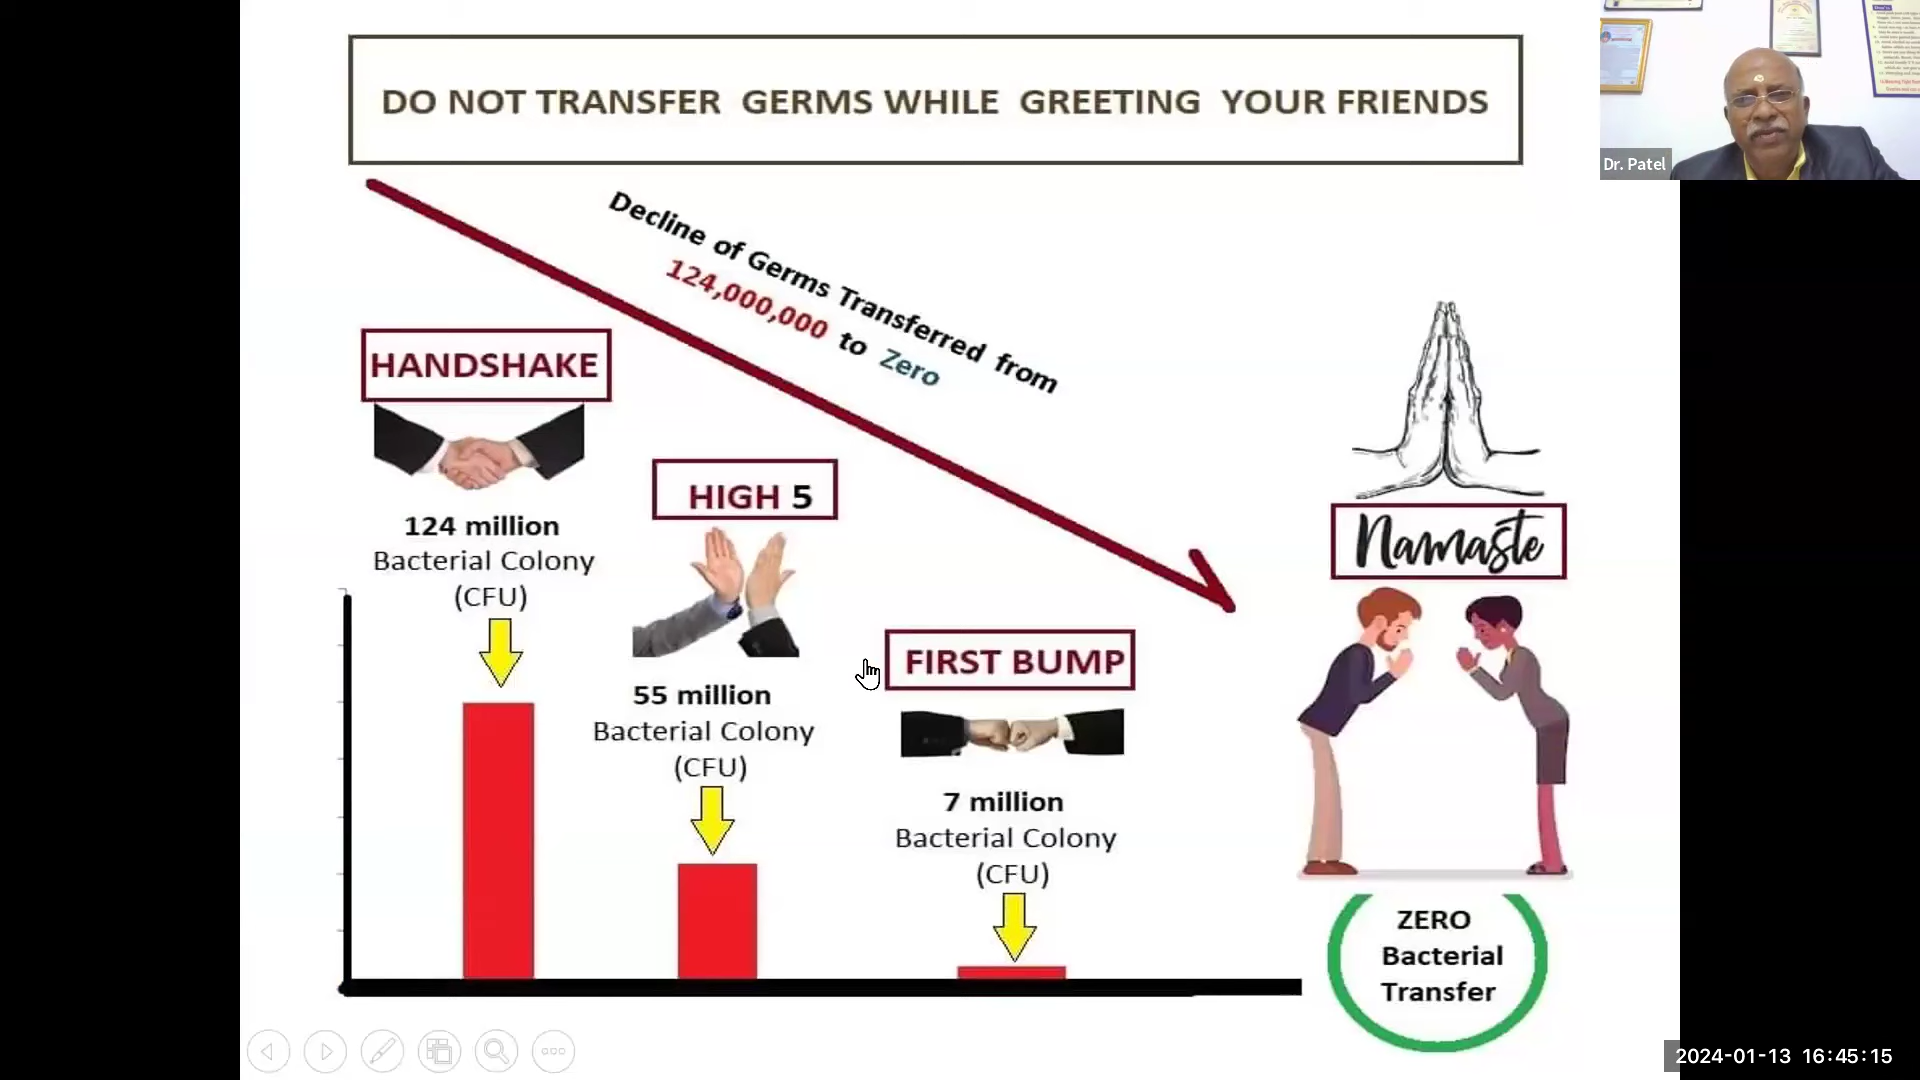 DO NOT TRANSFER GERMS WHILE GREETING YOUR FRIENDS
Dr. Patel
Decline of Germs Transferred from
124,000,000 to Zero
HANDSHAKE
124 million
Bacterial Colony
(CFU)
HIGH 5
55 million
Bacterial Colony
(CFU)
FIRST BUMP
7 million
Bacterial Colony
(CFU)
Namaste
ZERO
Bacterial
Transfer
2024-01-13 16:45:15